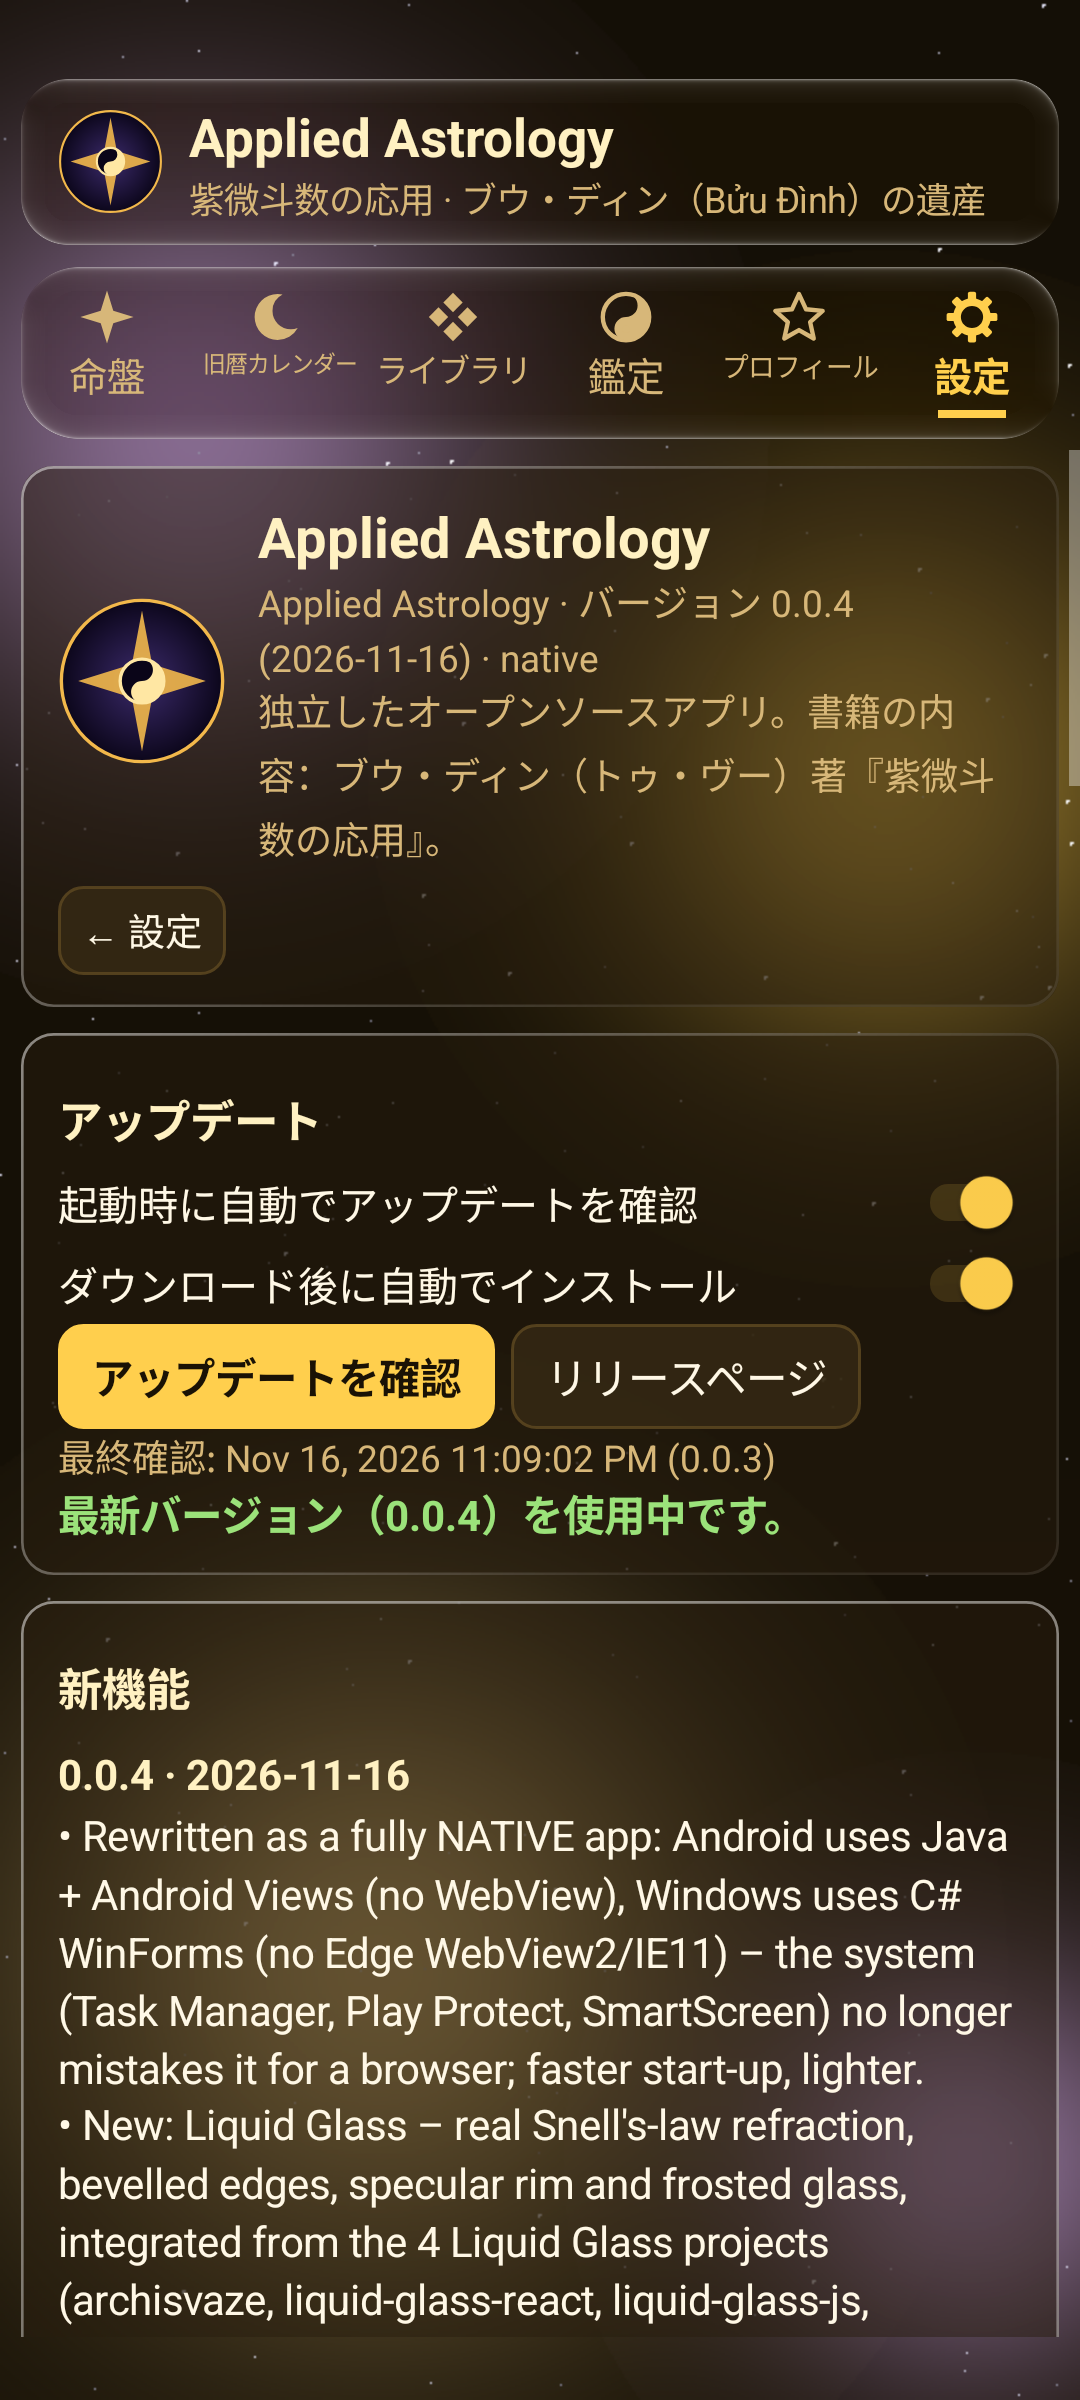 Applied Astrology
紫微斗数の応用 · ブウ・ディン（Bửu Đình）の遺産
命盤
旧暦カレンダー
ライブラリ
鑑定
プロフィール
設定
Applied Astrology
Applied Astrology · バージョン 0.0.4
(2026-11-16) · native
独立したオープンソースアプリ。書籍の内
容：ブウ・ディン（トゥ・ヴー）著『紫微斗
数の応用』。
← 設定
アップデート
起動時に自動でアップデートを確認
ダウンロード後に自動でインストール
アップデートを確認
リリースページ
最終確認: Nov 16, 2026 11:09:02 PM (0.0.3)
最新バージョン（0.0.4）を使用中です。
新機能
0.0.4 · 2026-11-16
• Rewritten as a fully NATIVE app: Android uses Java
+ Android Views (no WebView), Windows uses C#
WinForms (no Edge WebView2/IE11) – the system
(Task Manager, Play Protect, SmartScreen) no longer
mistakes it for a browser; faster start-up, lighter.
• New: Liquid Glass – real Snell's-law refraction,
bevelled edges, specular rim and frosted glass,
integrated from the 4 Liquid Glass projects
(archisvaze, liquid-glass-react, liquid-glass-js,